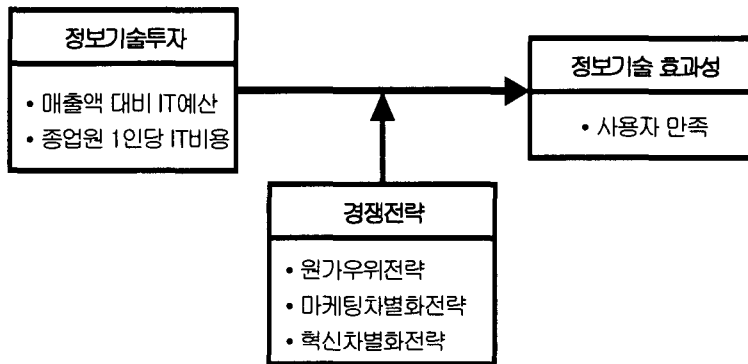 정보기술투자
• 매출액 대비 IT예산
• 종업원 1인당 IT비용
정보기술 효과성
• 사용자 만족
경쟁전략
• 원가우위전략
• 마케팅차별화전략
• 혁신차별화전략